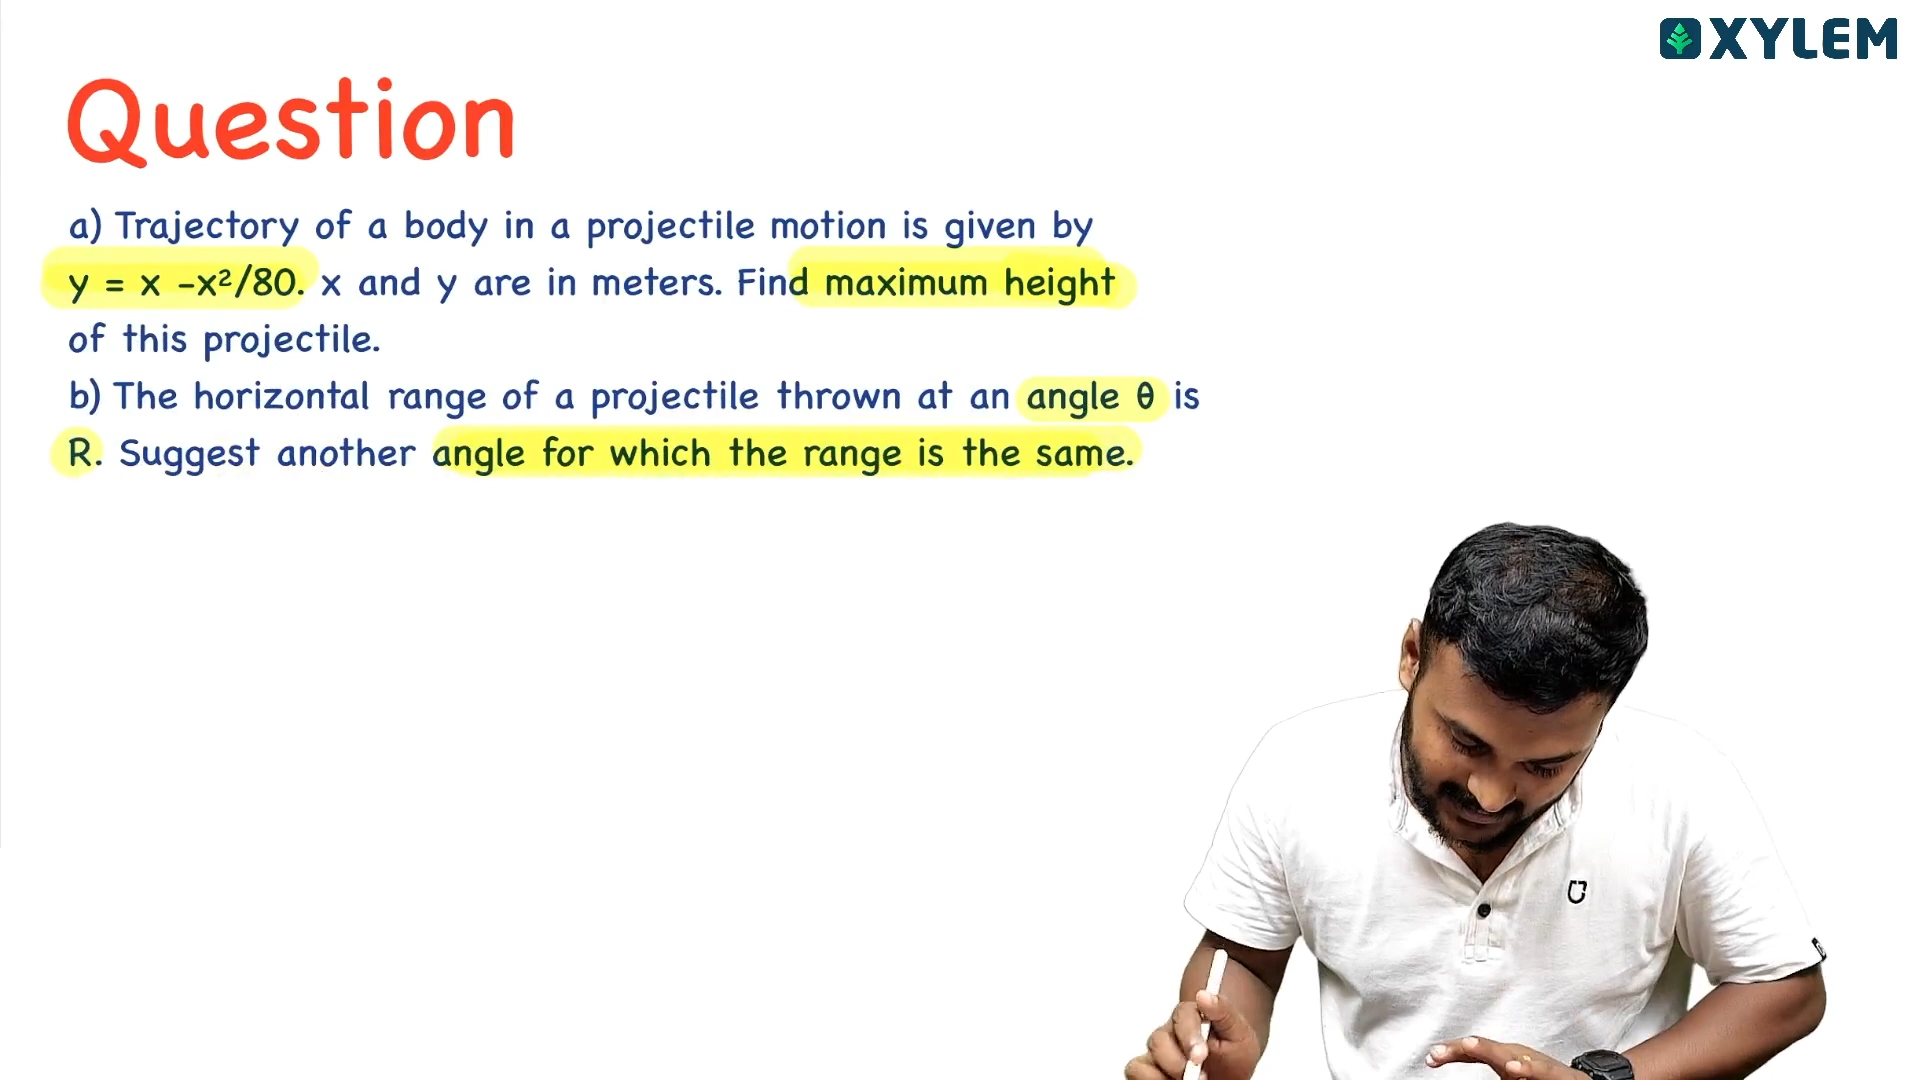 XYLEM
Question
a) Trajectory of a body in a projectile motion is given by
y = x -x²/80. x and y are in meters. Find maximum height
of this projectile.
b) The horizontal range of a projectile thrown at an angle θ is
R. Suggest another angle for which the range is the same.